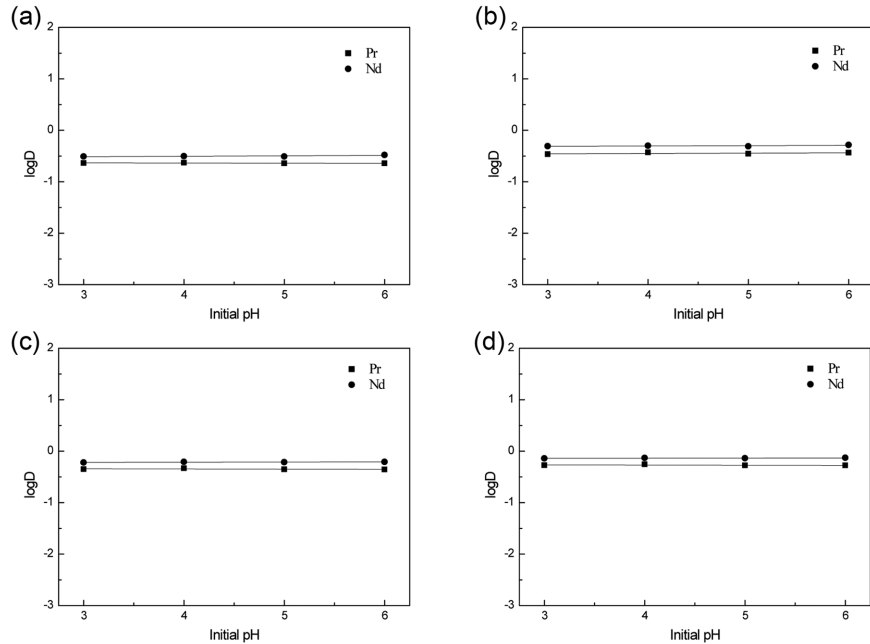 (a)
2
1
0
-1
-2
-3
logD
Pr
Nd
3 4 5 6
Initial pH
(b)
2
1
0
-1
-2
-3
logD
Pr
Nd
3 4 5 6
Initial pH
(c)
2
1
0
-1
-2
-3
logD
Pr
Nd
3 4 5 6
Initial pH
(d)
2
1
0
-1
-2
-3
logD
Pr
Nd
3 4 5 6
Initial pH